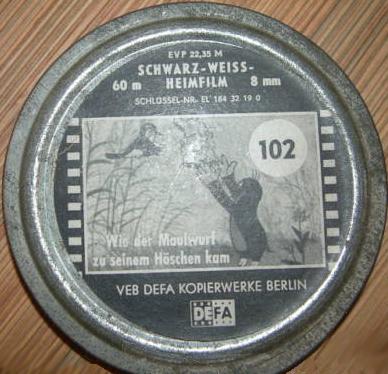 EVP 22,35 M
SCHWARZ-WEISS-
60 m HEIMFILM 8 mm
SCHLÜSSEL-NR. EL 184 32 19 0
102
Wie der Maulwurf
zu seinem Höschen kam
VEB DEFA KOPIERWERKE BERLIN
DEFA